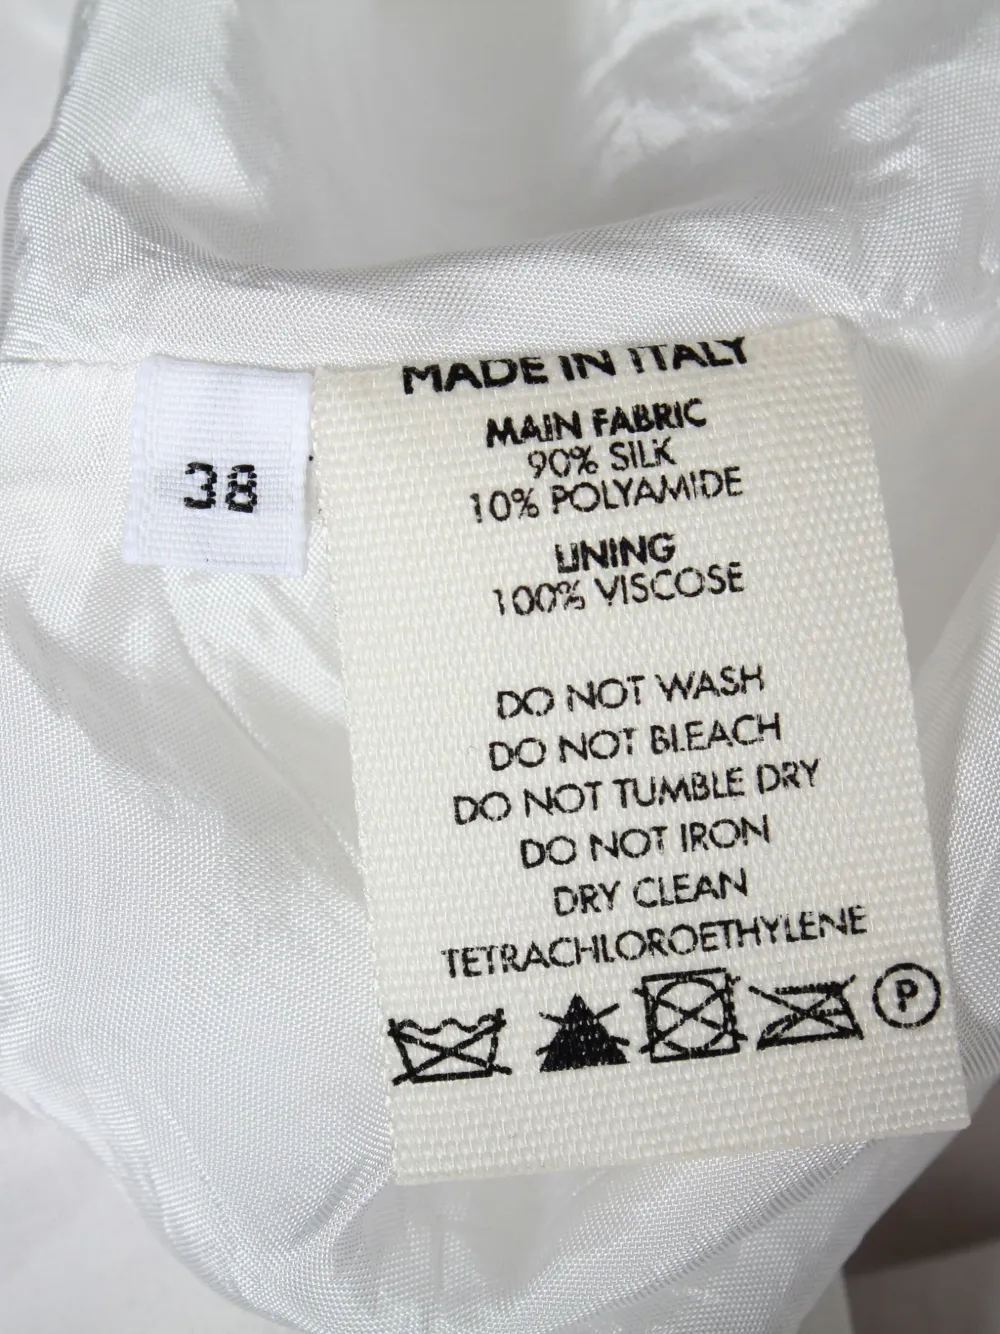 MADE IN ITALY
38
MAIN FABRIC
90% SILK
10% POLYAMIDE
LINING
100% VISCOSE
DO NOT WASH
DO NOT BLEACH
DO NOT TUMBLE DRY
DO NOT IRON
DRY CLEAN
TETRACHLOROETHYLENE
P